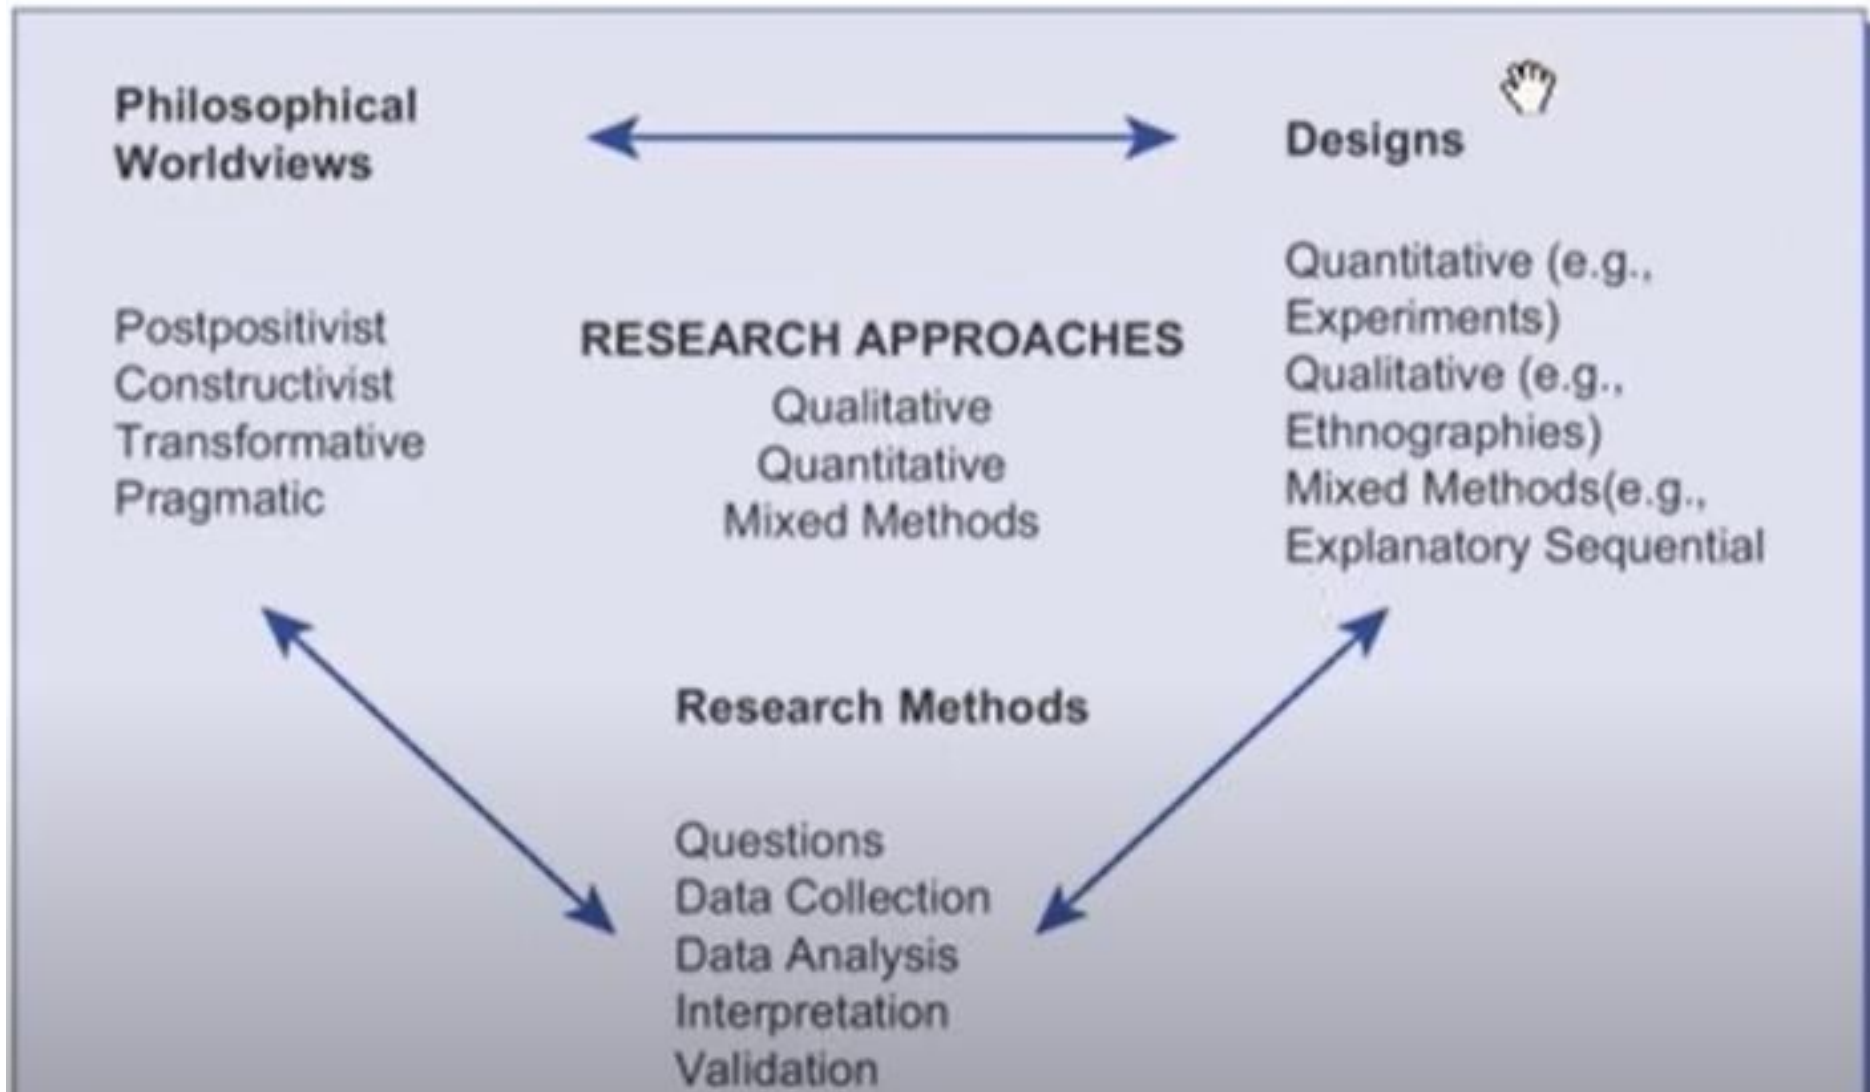 Philosophical
Worldviews
Designs
Postpositivist
Constructivist
Transformative
Pragmatic
RESEARCH APPROACHES
Qualitative
Quantitative
Mixed Methods
Quantitative (e.g.,
Experiments)
Qualitative (e.g.,
Ethnographies)
Mixed Methods(e.g.,
Explanatory Sequential
Research Methods
Questions
Data Collection
Data Analysis
Interpretation
Validation